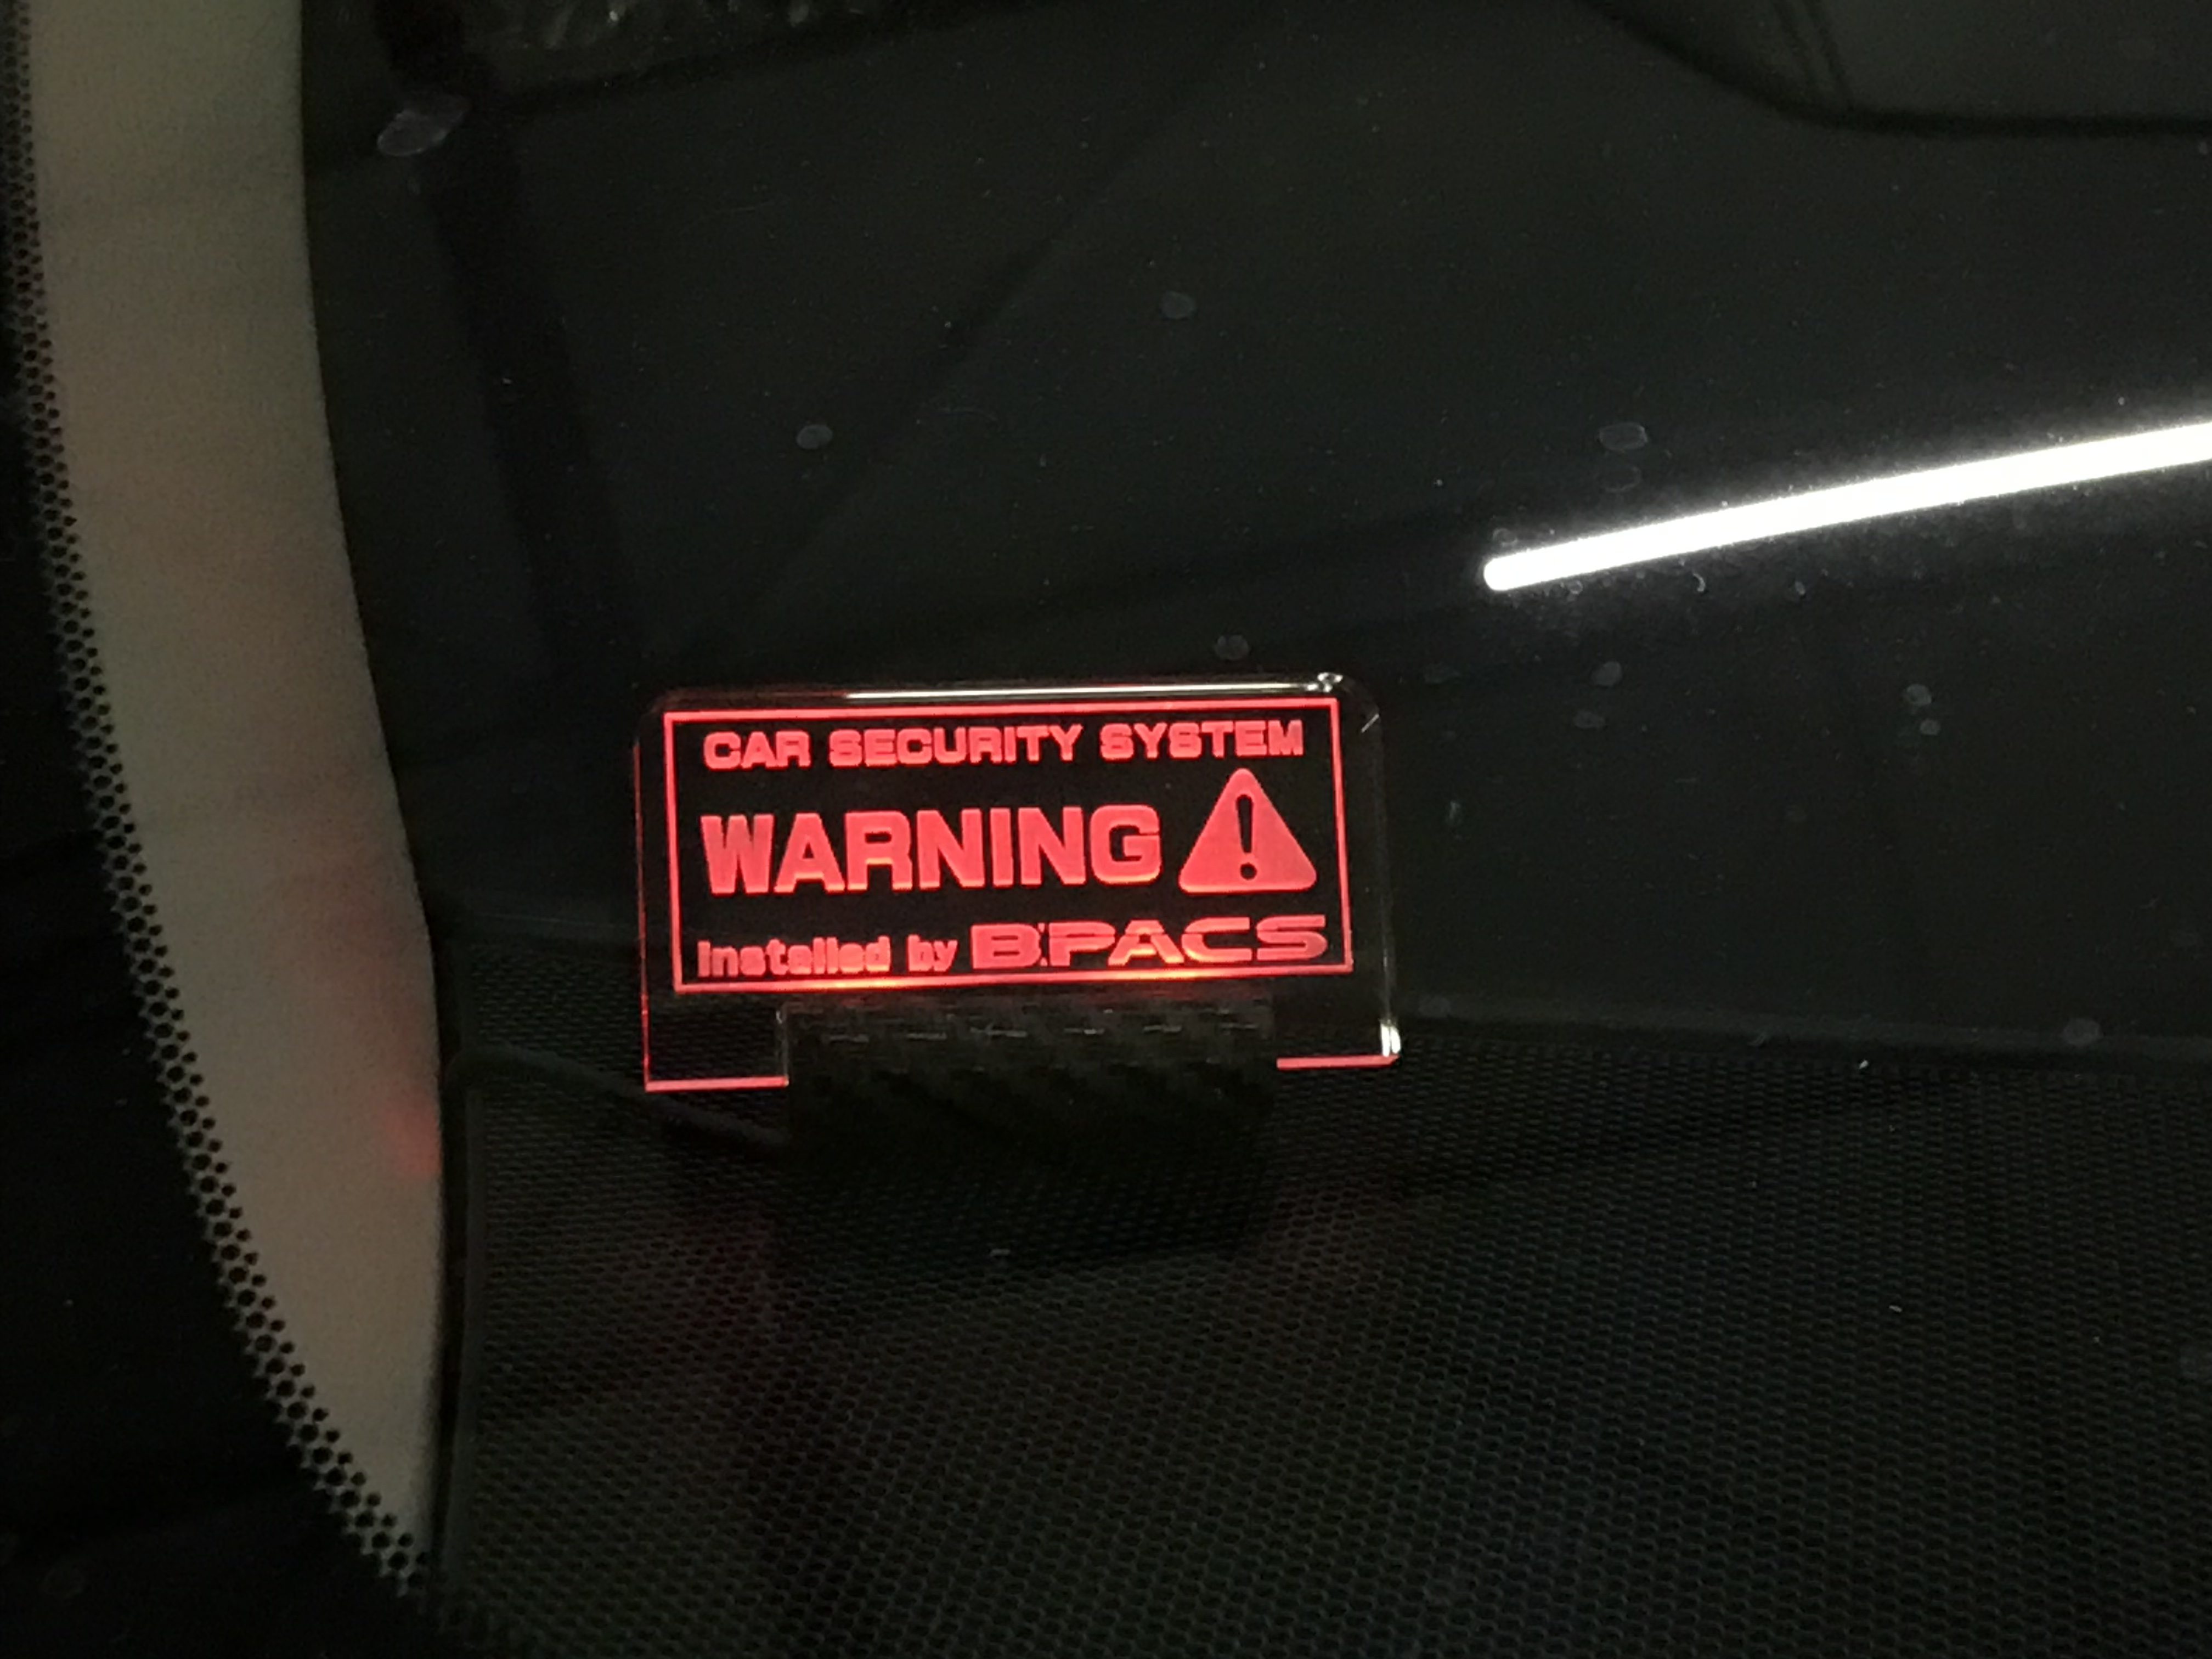 CAR SECURITY SYSTEM
WARNING
Installed by B:PACS